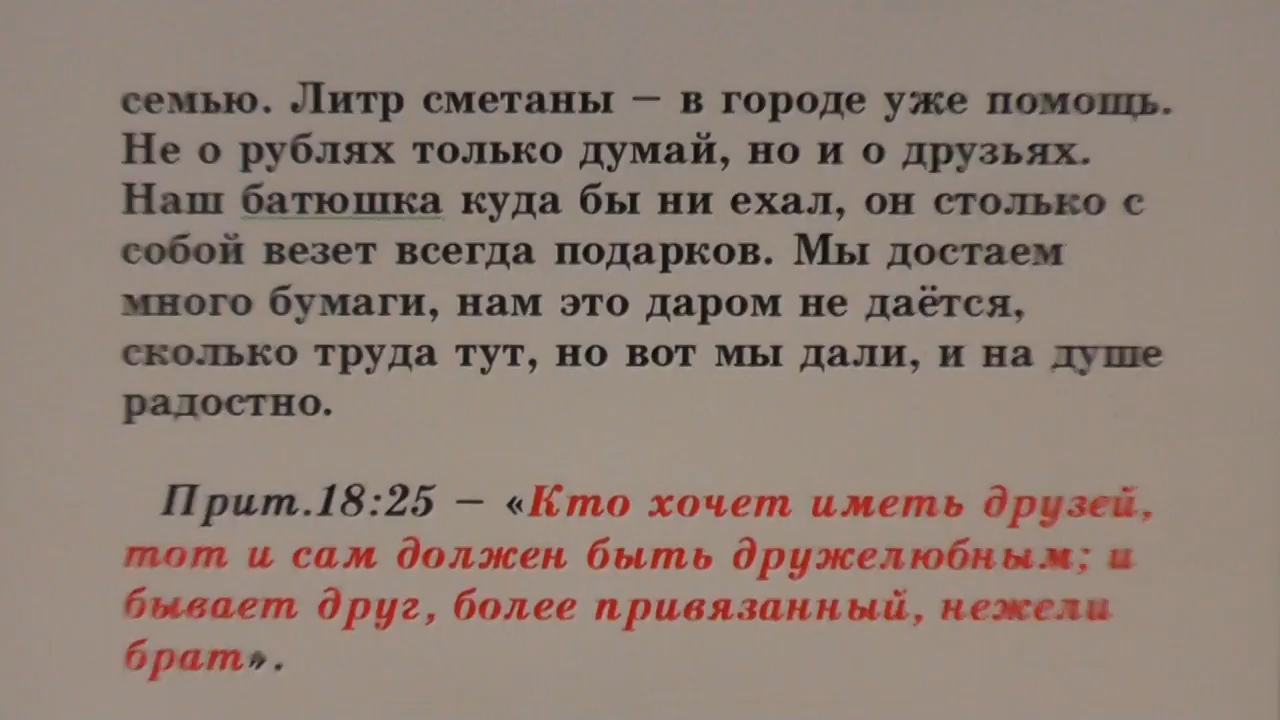 семью. Литр сметаны – в городе уже помощь.
Не о рублях только думай, но и о друзьях.
Наш батюшка куда бы ни ехал, он столько с
собой везет всегда подарков. Мы достаем
много бумаги, нам это даром не даётся,
сколько труда тут, но вот мы дали, и на душе
радостно.
Прит.18:25 – «Кто хочет иметь друзей,
тот и сам должен быть дружелюбным; и
бывает друг, более привязанный, нежели
брат».